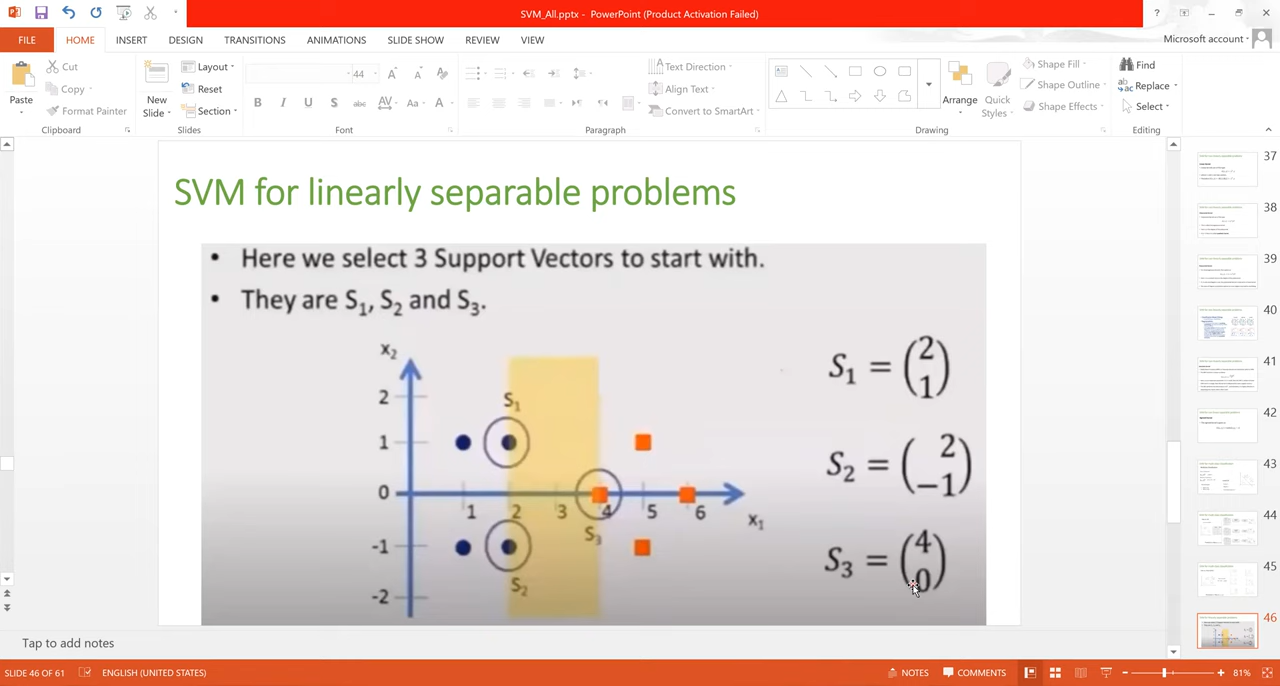 SVM_All.pptx - PowerPoint (Product Activation Failed)
FILE HOME INSERT DESIGN TRANSITIONS ANIMATIONS SLIDE SHOW REVIEW VIEW
Microsoft account
Paste
Cut
Copy
Format Painter
Clipboard
New Slide
Layout
Reset
Section
Slides
44
B I U S abc AV Aa A
Font
Text Direction
Align Text
Convert to SmartArt
Paragraph
Arrange
Quick Styles
Shape Fill
Shape Outline
Shape Effects
Drawing
Find
Replace
Select
Editing
SVM for linearly separable problems
• Here we select 3 Support Vectors to start with.
• They are S₁, S₂ and S₃.
x₂
2
1
0
-1
-2
1 2 3 4 5 6
x₁
S₁
S₂
S₃
S₁ = (2 1)
S₂ = (2 −1)
S₃ = (4 0)
37
38
39
40
41
42
43
44
45
46
Tap to add notes
SLIDE 46 OF 61 ENGLISH (UNITED STATES) NOTES COMMENTS 81%